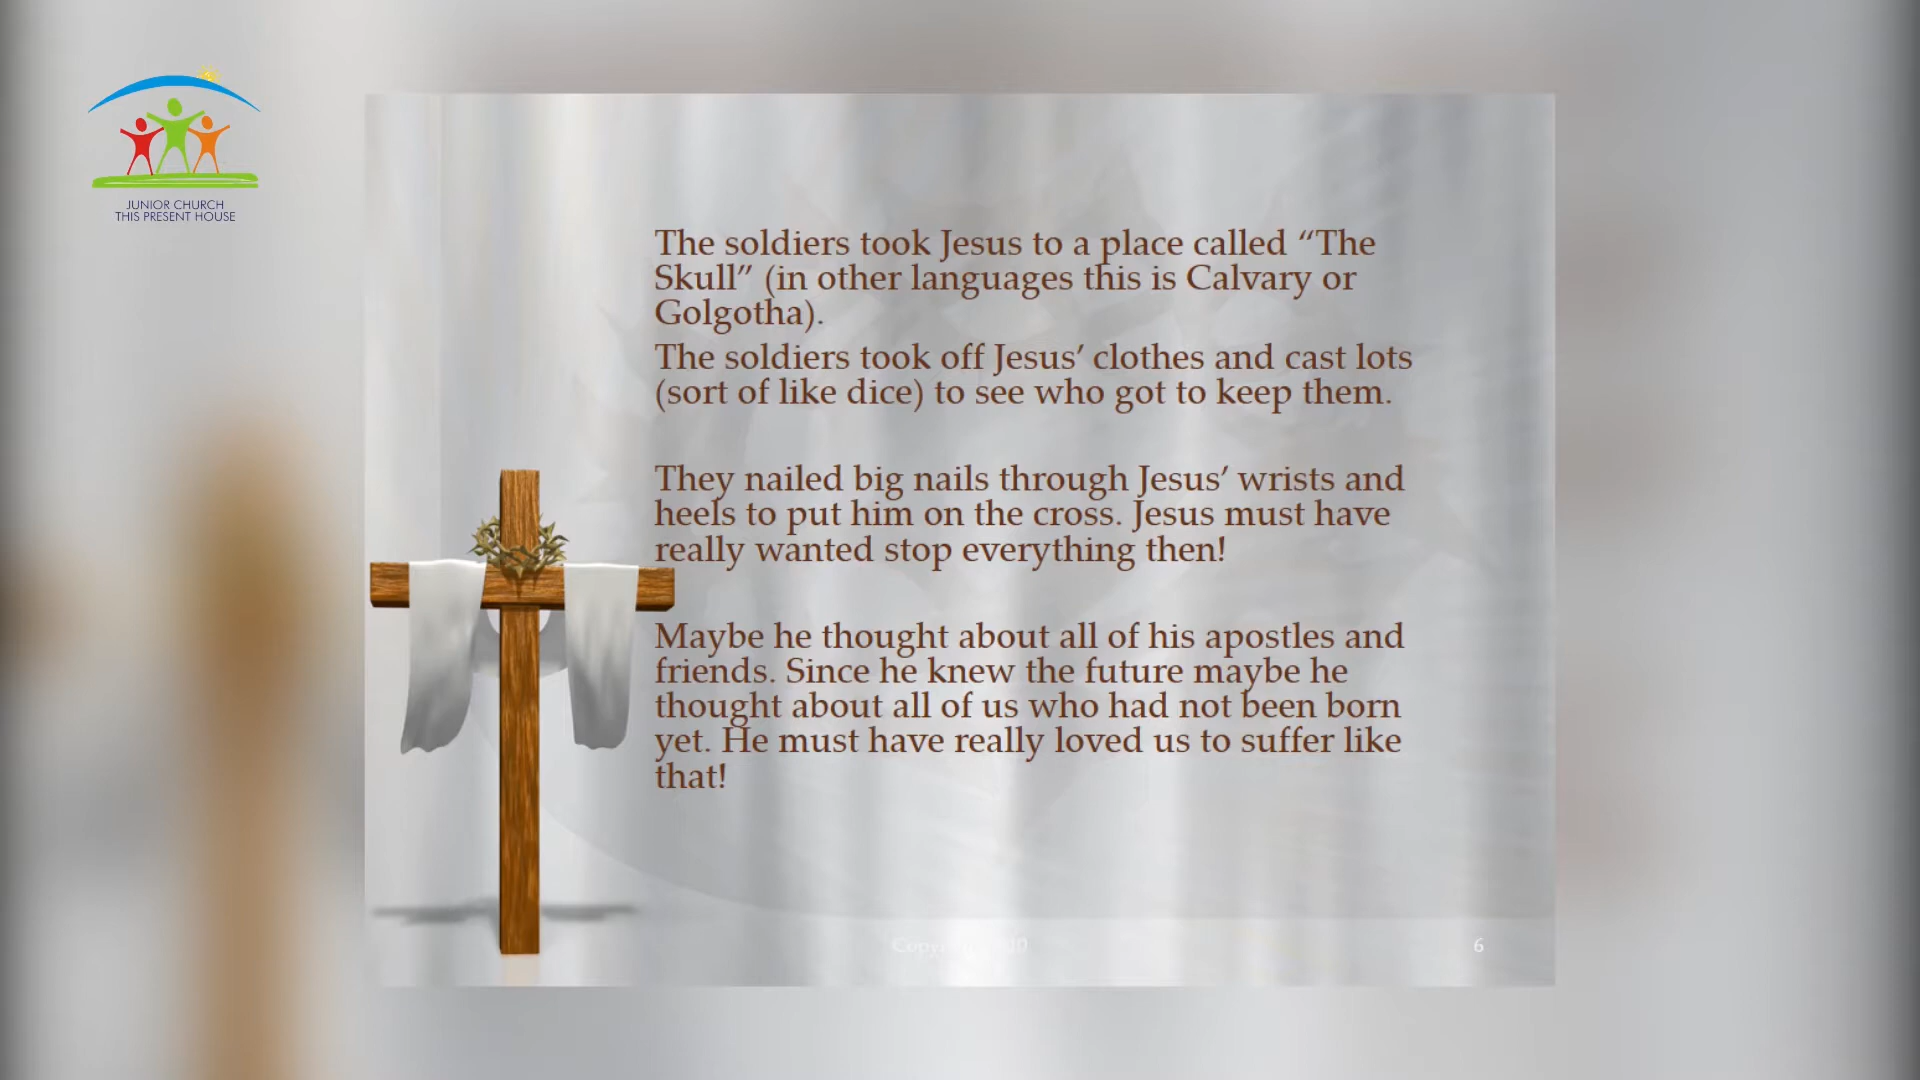 JUNIOR CHURCH
THIS PRESENT HOUSE
The soldiers took Jesus to a place called “The
Skull” (in other languages this is Calvary or
Golgotha).
The soldiers took off Jesus’ clothes and cast lots
(sort of like dice) to see who got to keep them.
They nailed big nails through Jesus’ wrists and
heels to put him on the cross. Jesus must have
really wanted stop everything then!
Maybe he thought about all of his apostles and
friends. Since he knew the future maybe he
thought about all of us who had not been born
yet. He must have really loved us to suffer like
that!
6